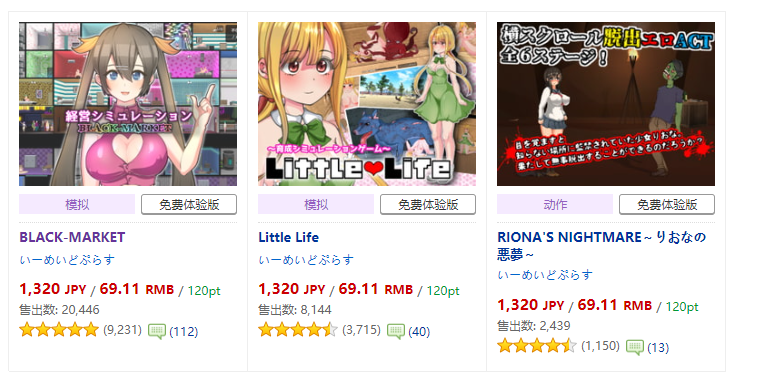 経営シミュレーション
BLACK-MARKET
模拟
免费体验版
BLACK-MARKET
いーめいどぷらす
1,320 JPY / 69.11 RMB / 120pt
售出数: 20,446
(9,231) (112)
~育成シミュレーションゲーム~
Little❤Life
模拟
免费体验版
Little Life
いーめいどぷらす
1,320 JPY / 69.11 RMB / 120pt
售出数: 8,144
(3,715) (40)
横スクロール脱出エロACT
全6ステージ!
目を覚ますと
知らない場所に監禁されていた少女りおな。
果たして無事脱出することができるのだろうかっ
动作
免费体验版
RIONA'S NIGHTMARE~りおなの
悪夢~
いーめいどぷらす
1,320 JPY / 69.11 RMB / 120pt
售出数: 2,439
(1,150) (13)